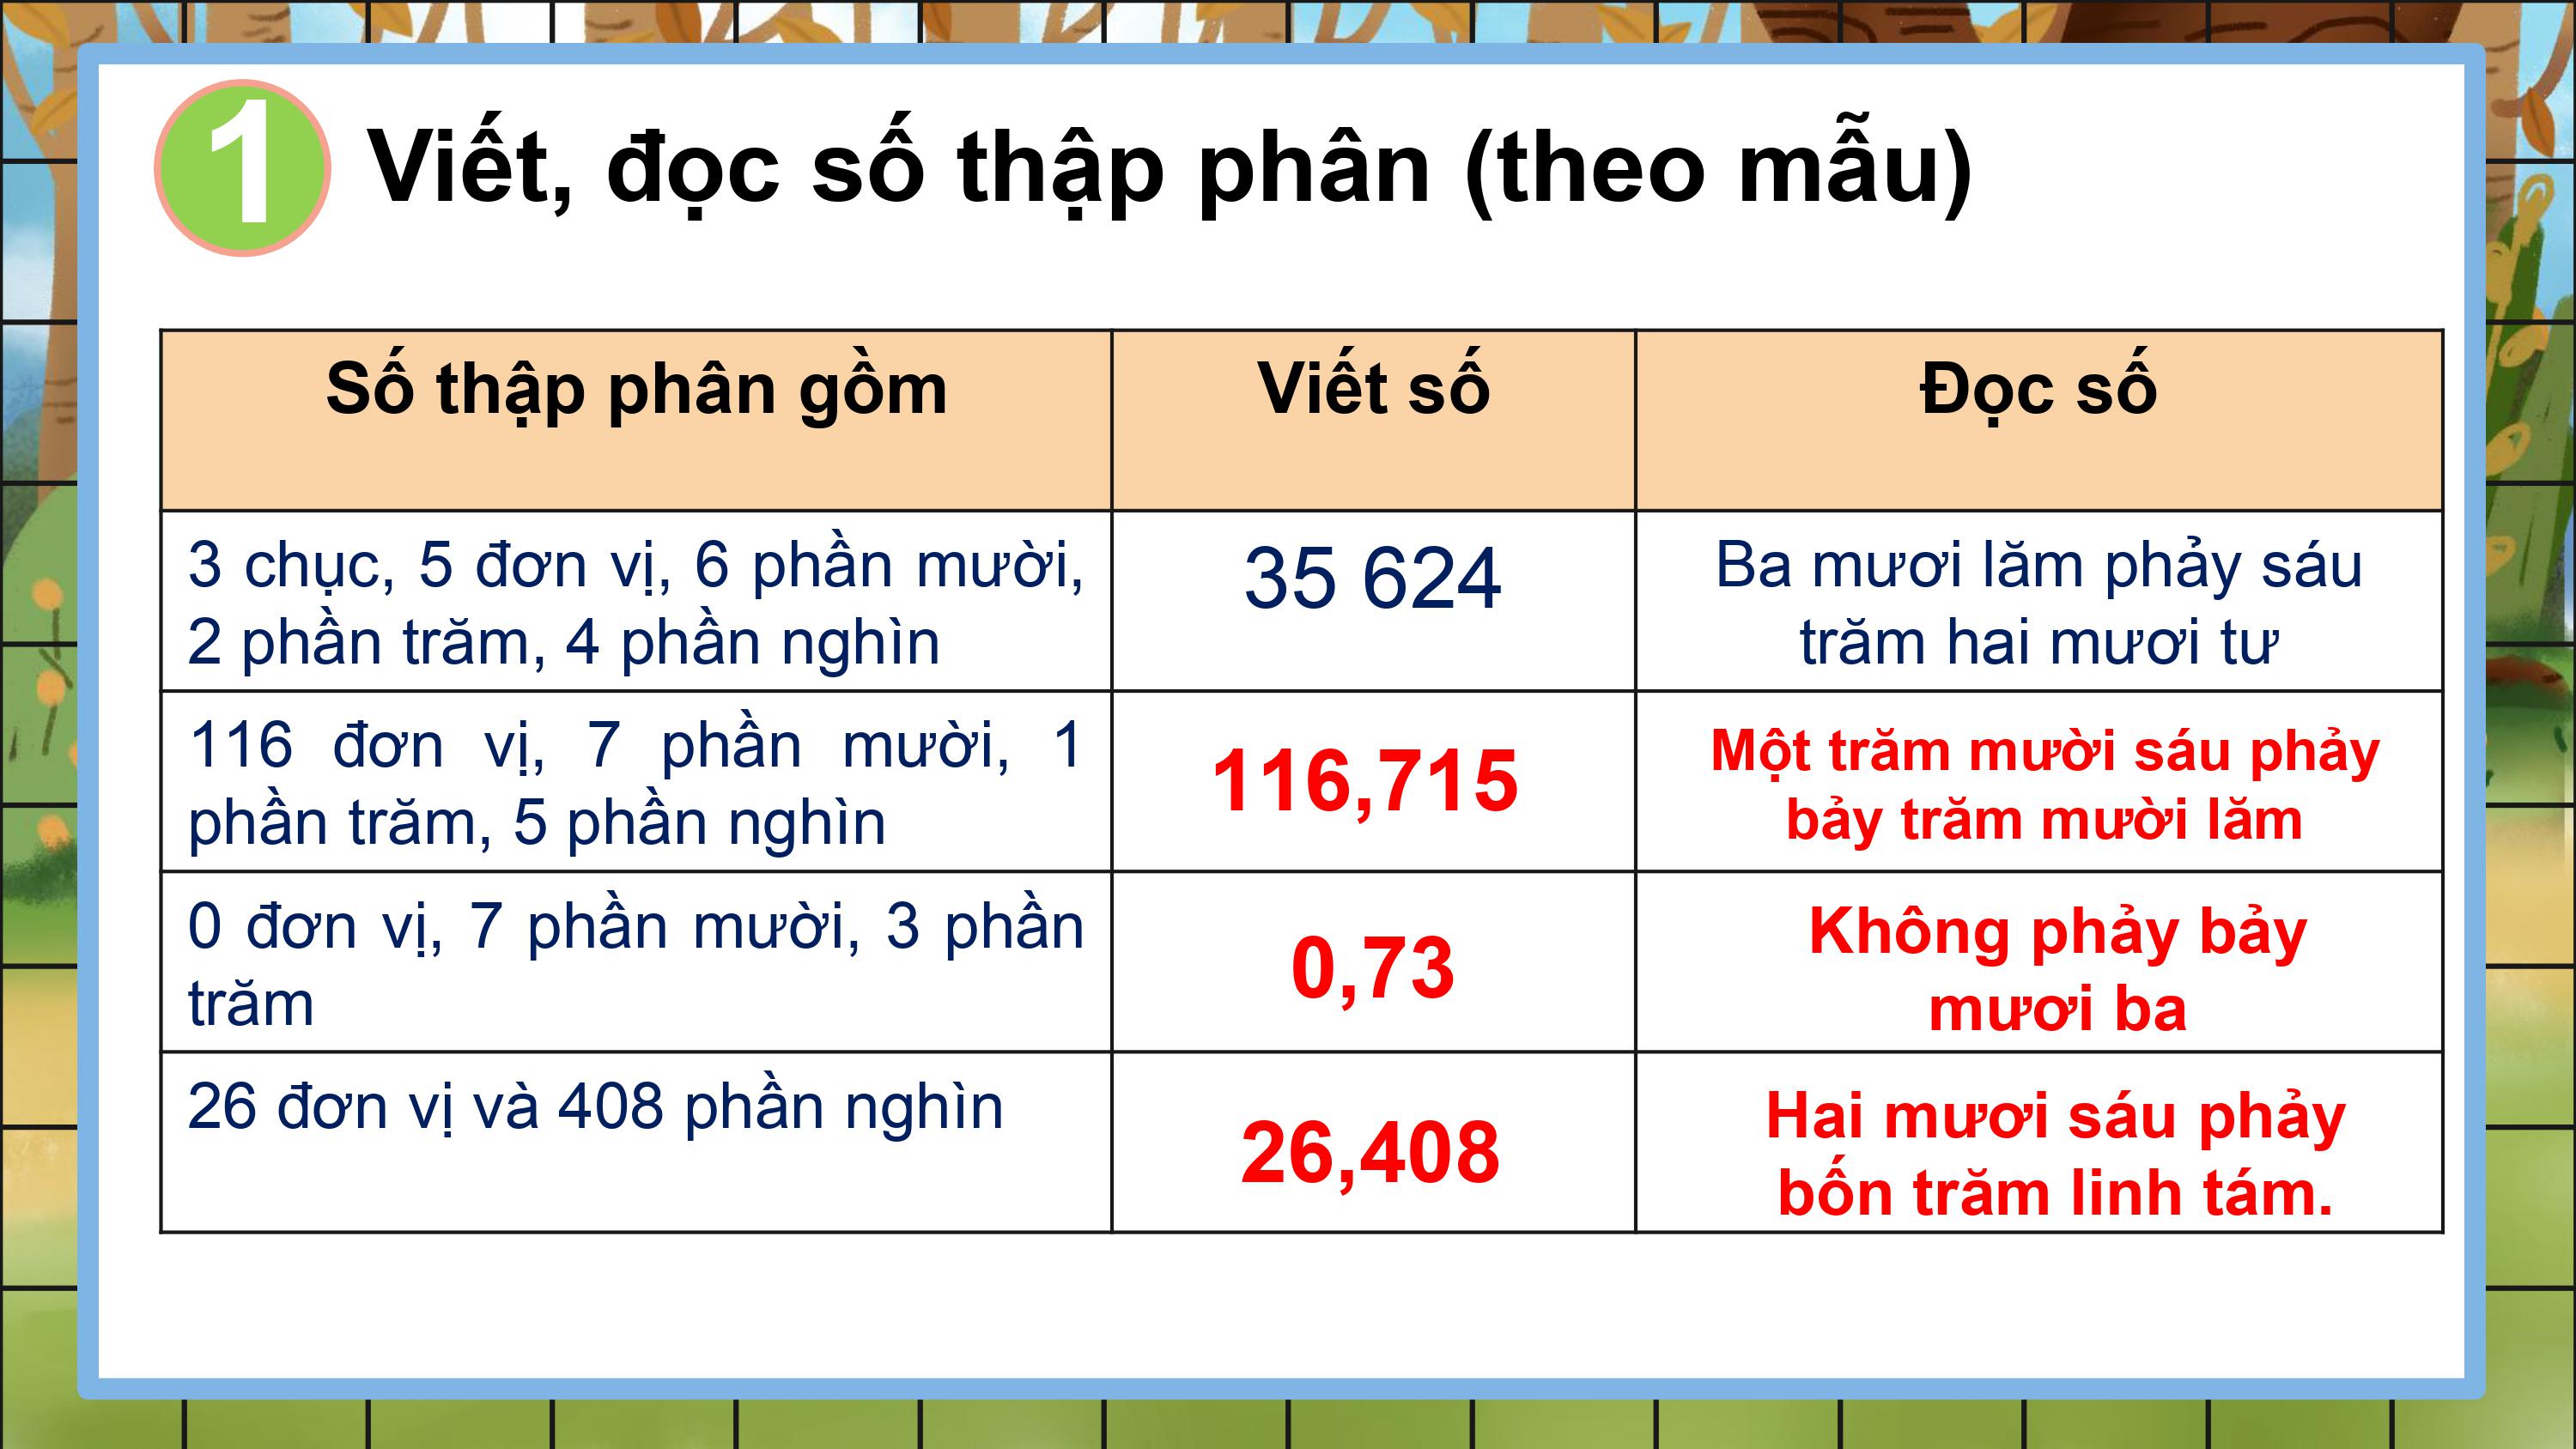 1
Viết, đọc số thập phân (theo mẫu)
Số thập phân gồm
Viết số
Đọc số
3 chục, 5 đơn vị, 6 phần mười,
2 phần trăm, 4 phần nghìn
35 624
Ba mươi lăm phảy sáu
trăm hai mươi tư
116 đơn vị, 7 phần mười, 1
phần trăm, 5 phần nghìn
116,715
Một trăm mười sáu phảy
bảy trăm mười lăm
0 đơn vị, 7 phần mười, 3 phần
trăm
0,73
Không phảy bảy
mươi ba
26 đơn vị và 408 phần nghìn
26,408
Hai mươi sáu phảy
bốn trăm linh tám.